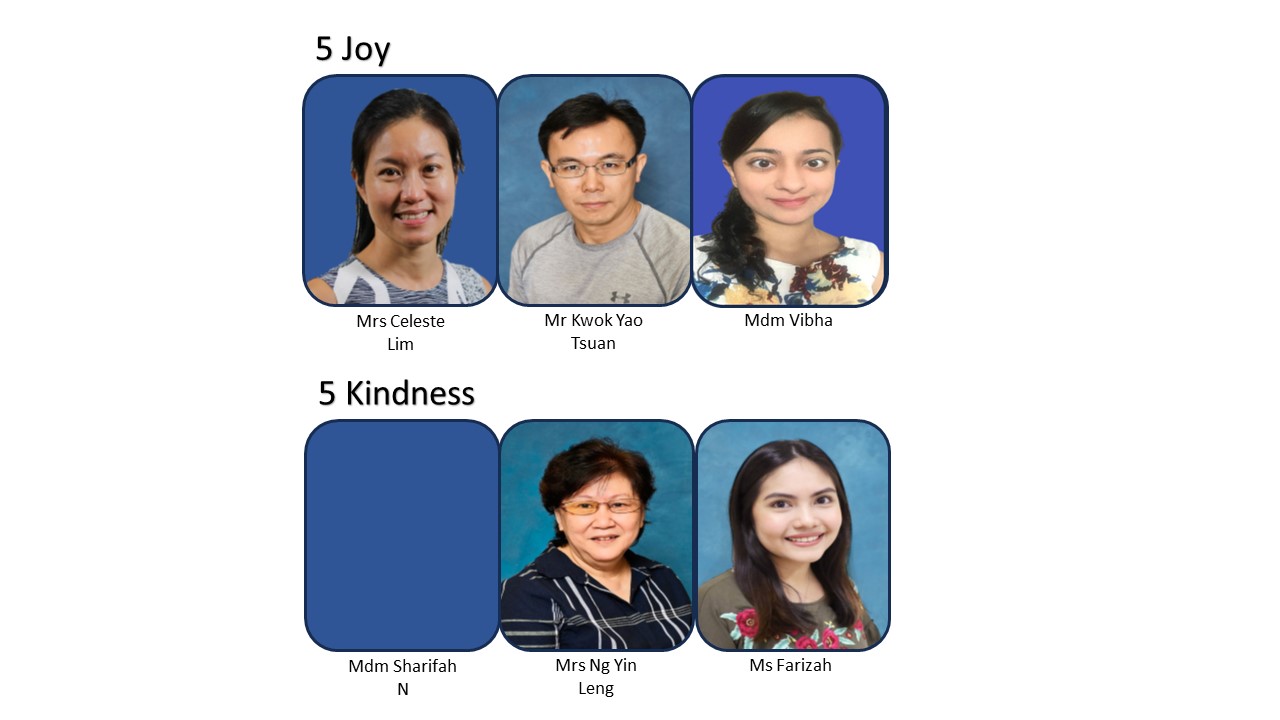 5 Joy
Mrs Celeste
Lim
Mr Kwok Yao
Tsuan
Mdm Vibha
5 Kindness
Mdm Sharifah
N
Mrs Ng Yin
Leng
Ms Farizah